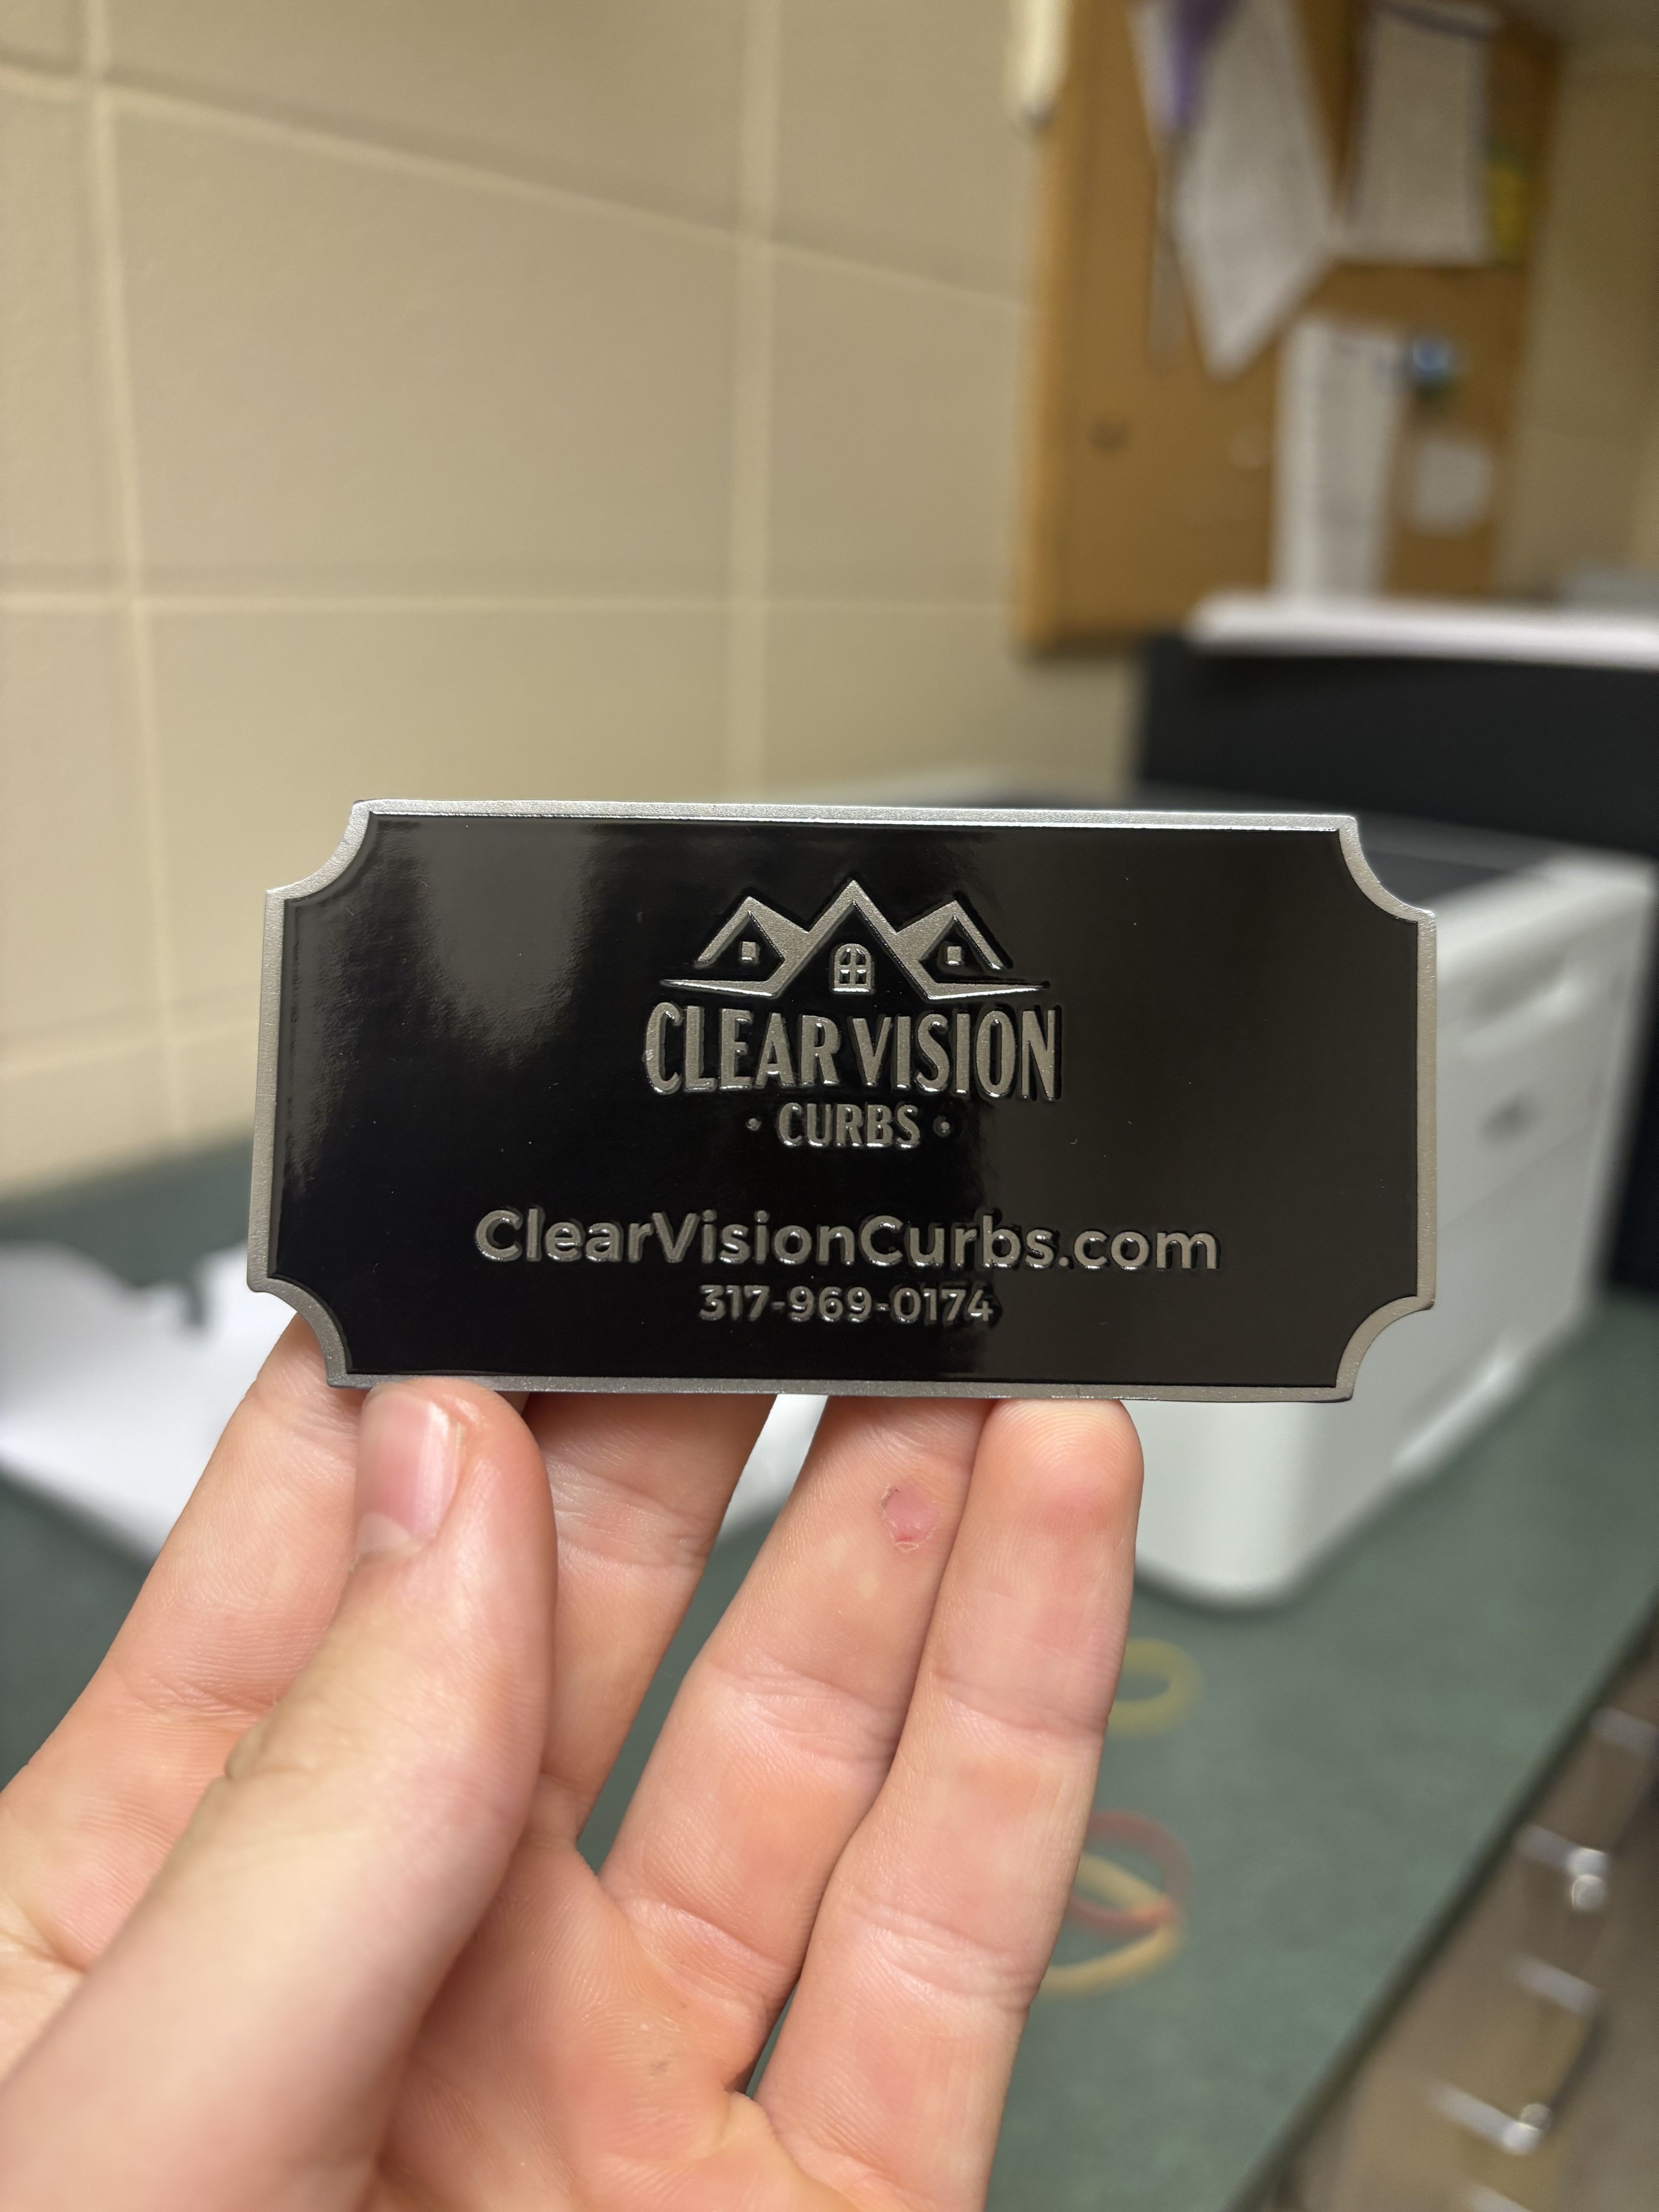 CLEAR VISION
· CURBS ·
ClearVisionCurbs.com
317-969-0174